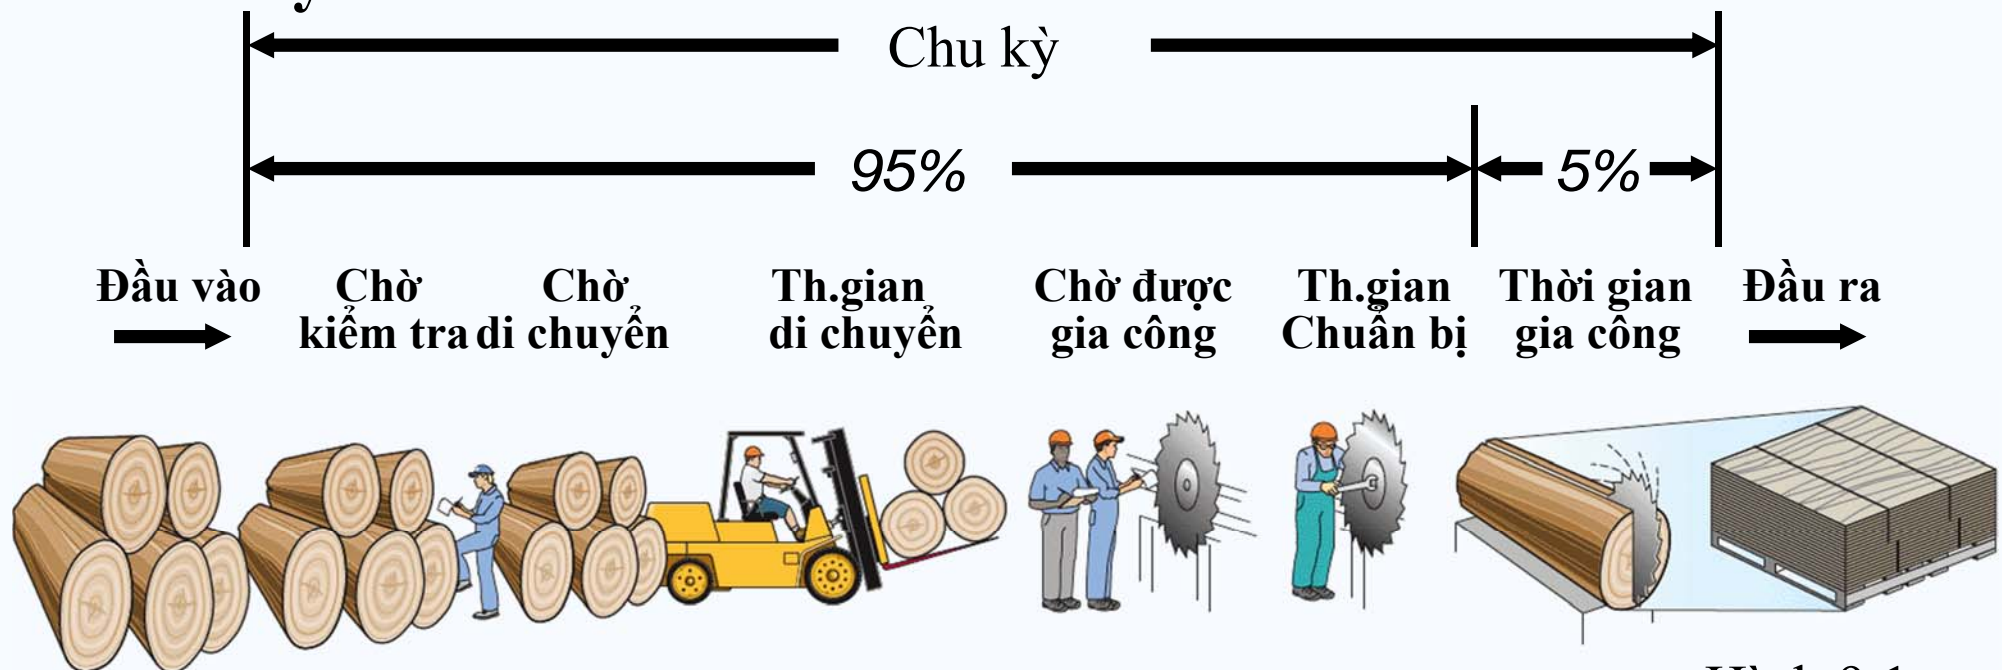 Chu kỳ
95% 5%
Đầu vào Chờ Chờ Th.gian Chờ được Th.gian Thời gian Đầu ra
kiểm tra di chuyển di chuyển gia công Chuẩn bị gia công